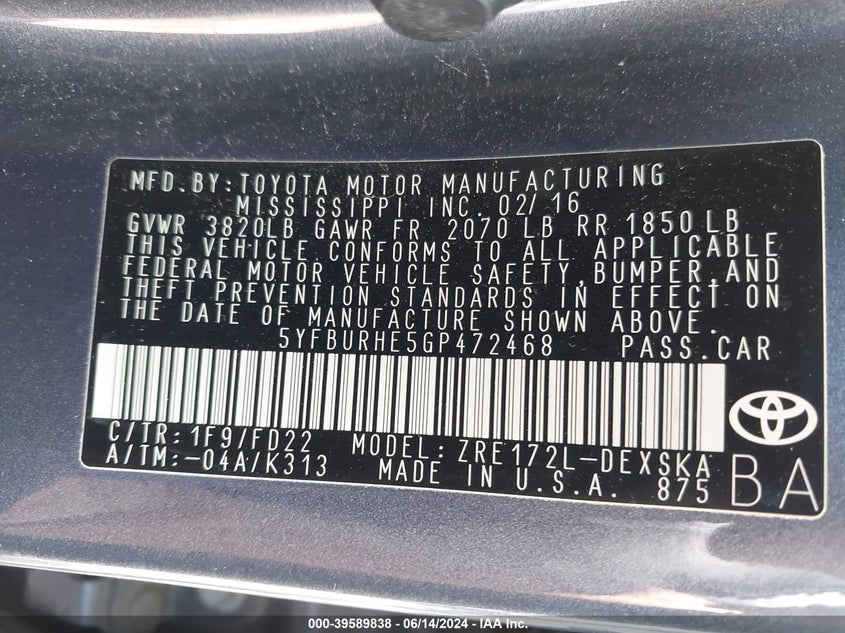 MFD.BY:TOYOTA MOTOR MANUFACTURING
MISSISSIPPI INC. 02/16
GVWR 3820LB GAWR FR 2070 LB RR 1850 LB
THIS VEHICLE CONFORMS TO ALL APPLICABLE
FEDERAL MOTOR VEHICLE SAFETY,BUMPER,AND
THEFT PREVENTION STANDARDS IN EFFECT ON
THE DATE OF MANUFACTURE SHOWN ABOVE.
5YFBURHE5GP472468 PASS.CAR
C/TR:1F9/FD22 MODEL:ZRE172L-DEXSKA
A/TM:-04A/K313 MADE IN U.S.A. 875 BA
000-39589838 - 06/14/2024 - IAA Inc.